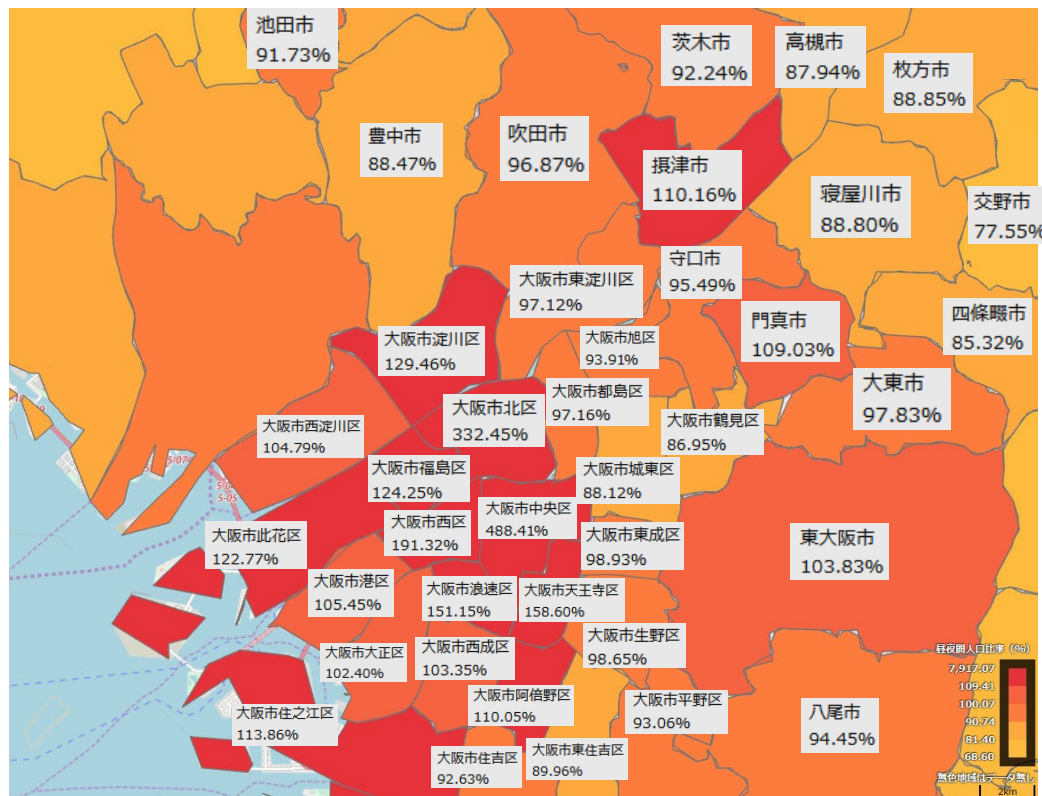 池田市
91.73%
茨木市
92.24%
高槻市
87.94%
枚方市
88.85%
豊中市
88.47%
吹田市
96.87%
摂津市
110.16%
寝屋川市
88.80%
交野市
77.55%
守口市
95.49%
大阪市東淀川区
97.12%
門真市
109.03%
四條畷市
85.32%
大阪市淀川区
129.46%
大阪市旭区
93.91%
大東市
97.83%
大阪市北区
332.45%
大阪市都島区
97.16%
大阪市鶴見区
86.95%
大阪市西淀川区
104.79%
大阪市福島区
124.25%
大阪市城東区
88.12%
大阪市西区
191.32%
大阪市中央区
488.41%
大阪市此花区
122.77%
大阪市東成区
98.93%
東大阪市
103.83%
大阪市港区
105.45%
大阪市浪速区
151.15%
大阪市天王寺区
158.60%
大阪市大正区
102.40%
大阪市西成区
103.35%
大阪市生野区
98.65%
大阪市阿倍野区
110.05%
大阪市平野区
93.06%
八尾市
94.45%
大阪市住之江区
113.86%
大阪市住吉区
92.63%
大阪市東住吉区
89.96%
昼夜間人口比率(%)
7,917.07
109.41
100.07
90.74
81.40
68.60
無色地域はデータ無し
2km
S-07
S-05